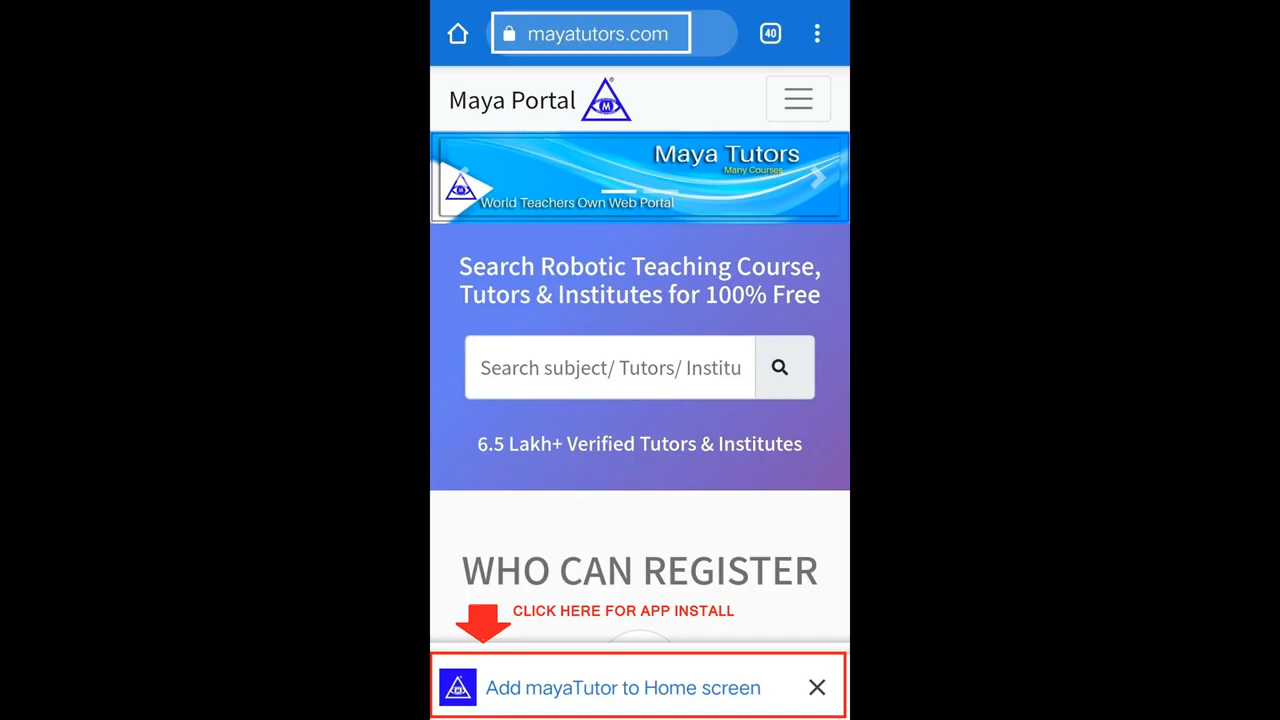 mayatutors.com
40
Maya Portal
M
Maya Tutors
Many Courses
World Teachers Own Web Portal
Search Robotic Teaching Course,
Tutors & Institutes for 100% Free
Search subject/ Tutors/ Institu
6.5 Lakh+ Verified Tutors & Institutes
WHO CAN REGISTER
CLICK HERE FOR APP INSTALL
Add mayaTutor to Home screen